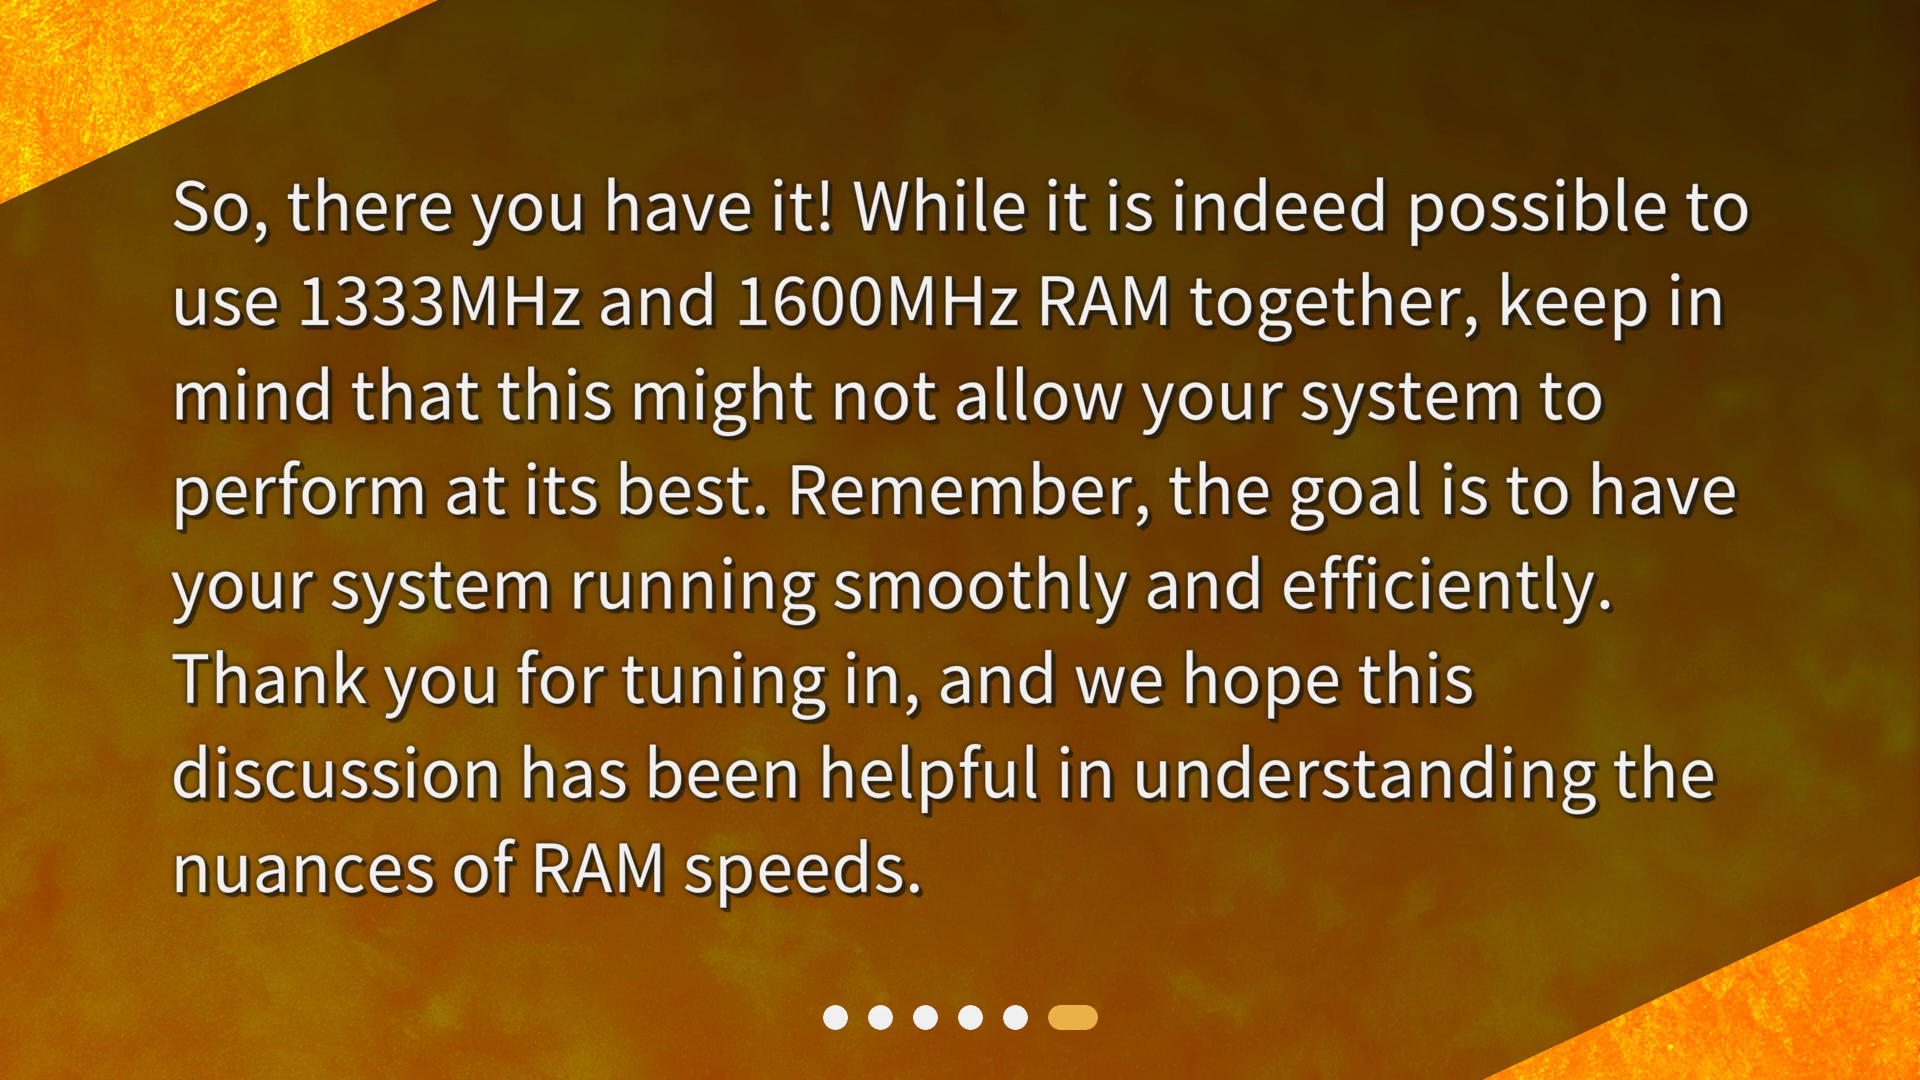 So, there you have it! While it is indeed possible to
use 1333MHz and 1600MHz RAM together, keep in
mind that this might not allow your system to
perform at its best. Remember, the goal is to have
your system running smoothly and efficiently.
Thank you for tuning in, and we hope this
discussion has been helpful in understanding the
nuances of RAM speeds.